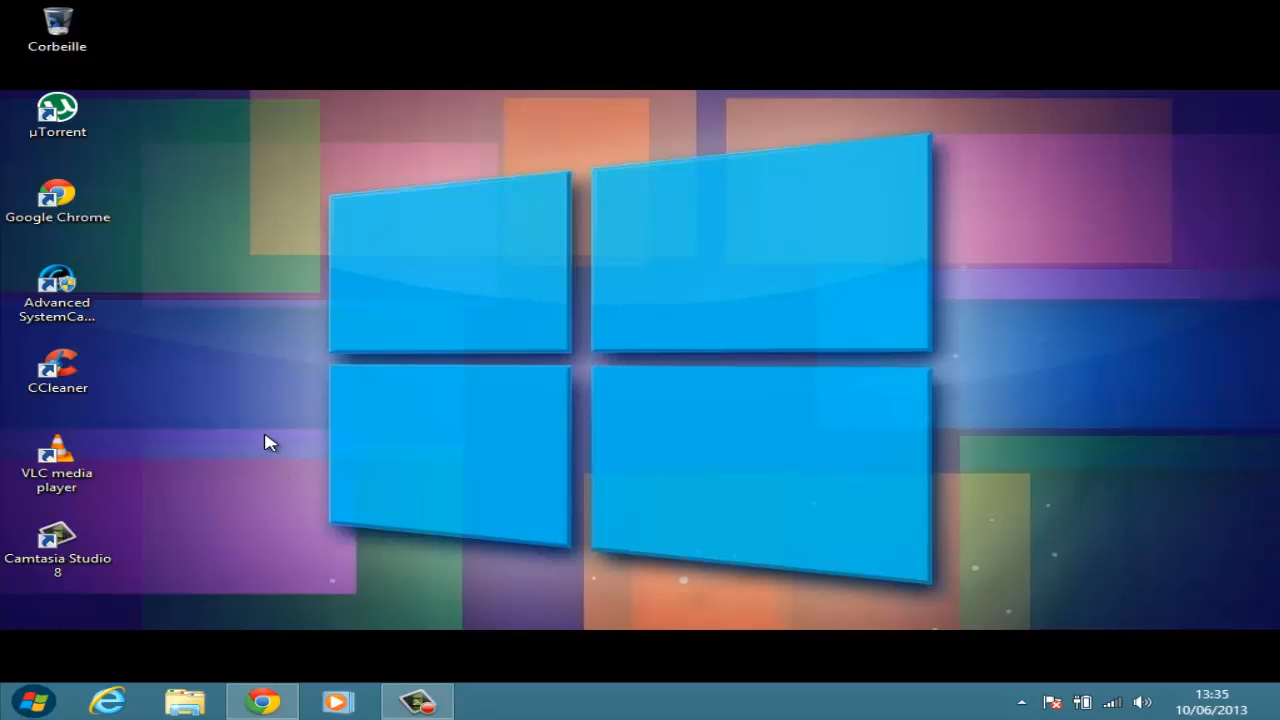 Corbeille
µTorrent
Google Chrome
Advanced
SystemCa...
CCleaner
VLC media
player
Camtasia Studio
8
13:35
10/06/2013